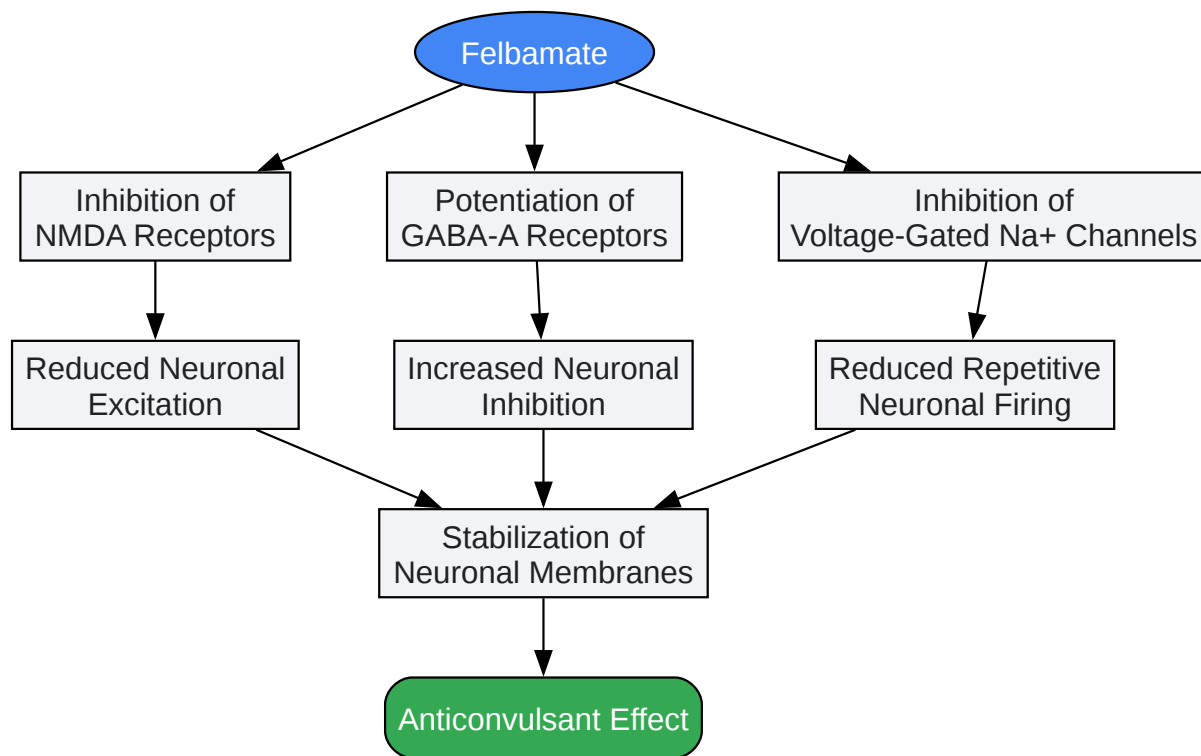 Felbamate
Inhibition of
NMDA Receptors
Potentiation of
GABA-A Receptors
Inhibition of
Voltage-Gated Na+ Channels
Reduced Neuronal
Excitation
Increased Neuronal
Inhibition
Reduced Repetitive
Neuronal Firing
Stabilization of
Neuronal Membranes
Anticonvulsant Effect